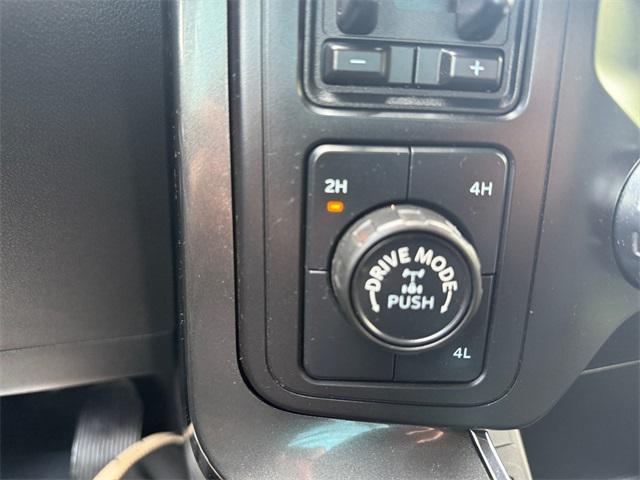 − +
2H 4H
DRIVE MODE
PUSH
4L